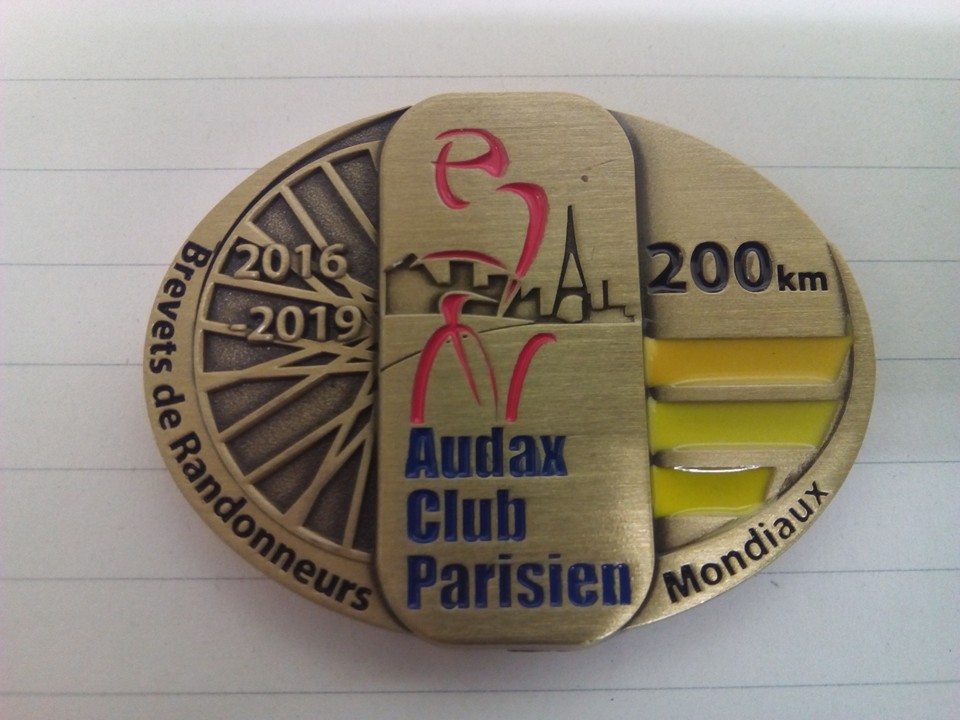 2016
-2019
Brevets de Randonneurs
Audax
Club
Parisien
200km
Mondiaux